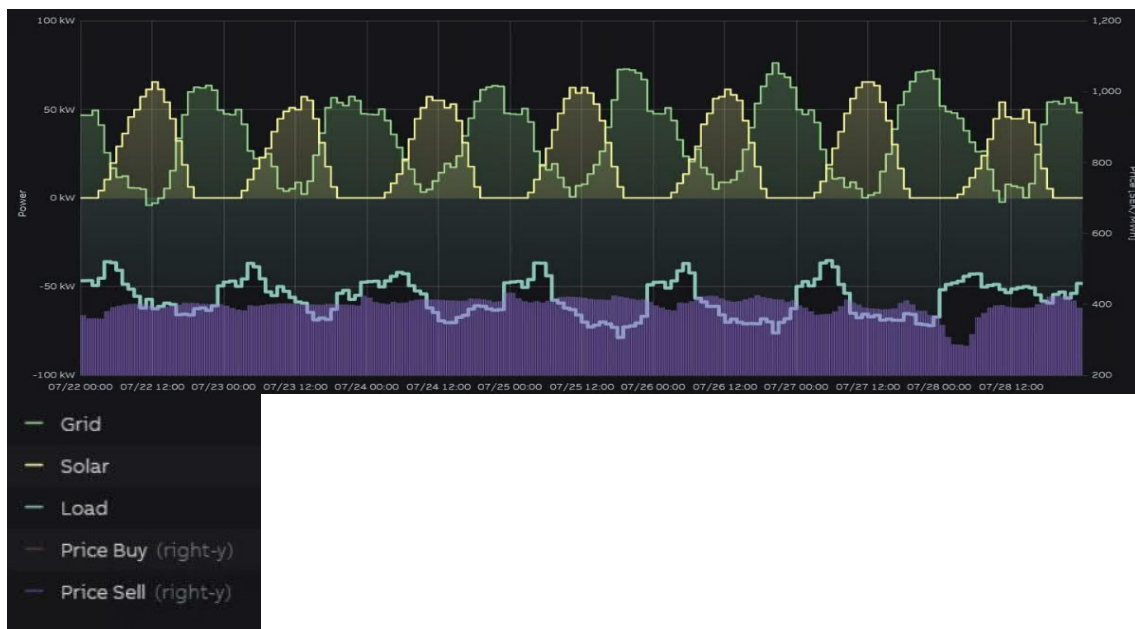 100 kW
1,200
50 kW
1,000
800
Power
0 kW
Price [SEK/MWh]
600
-50 kW
400
-100 kW
200
07/22 00:00 07/22 12:00 07/23 00:00 07/23 12:00 07/24 00:00 07/24 12:00 07/25 00:00 07/25 12:00 07/26 00:00 07/26 12:00 07/27 00:00 07/27 12:00 07/28 00:00 07/28 12:00
Grid
Solar
Load
Price Buy (right-y)
Price Sell (right-y)